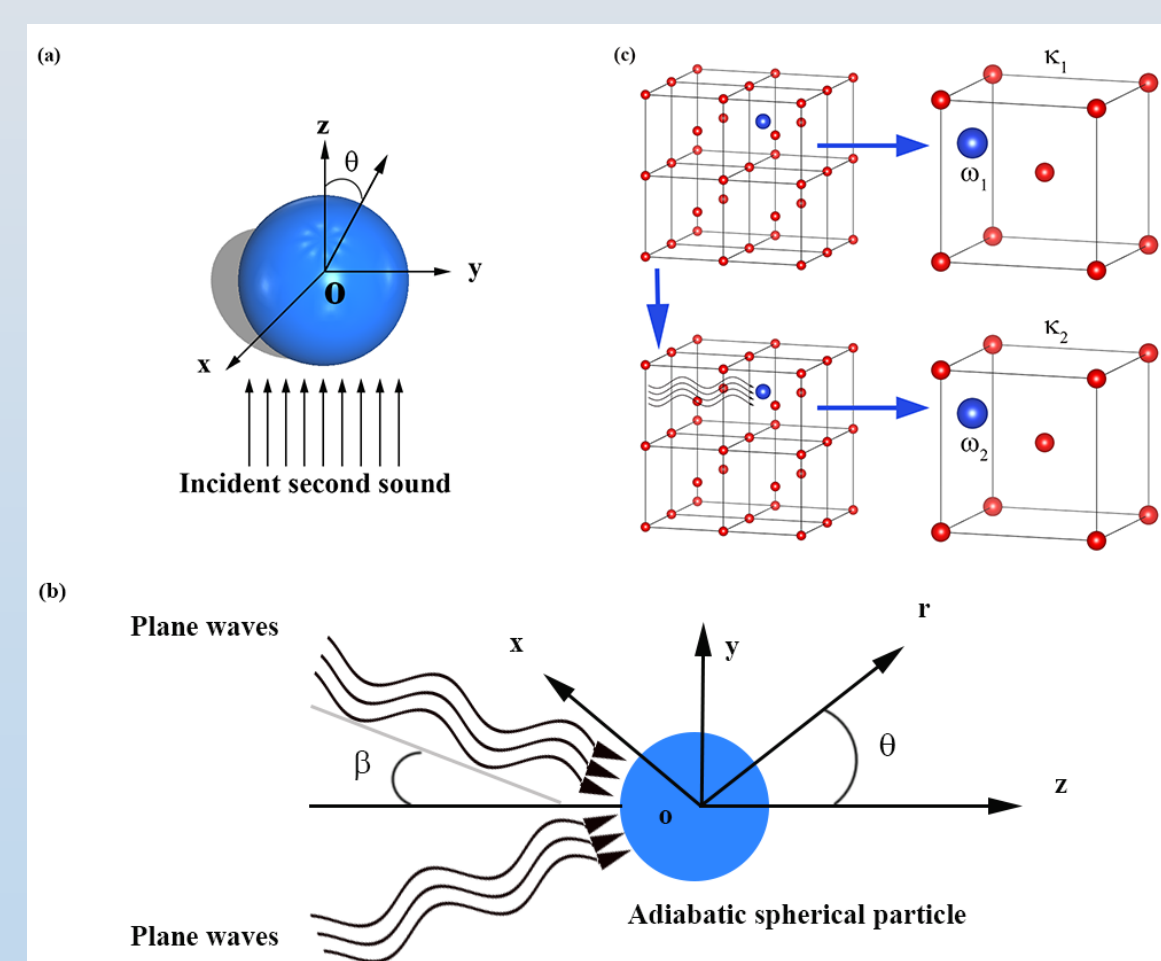 (a)
z
θ
y
o
x
Incident second sound
(c)
κ₁
ω₁
κ₂
ω₂
(b)
Plane waves
x
y
r
β
θ
z
o
Adiabatic spherical particle
Plane waves